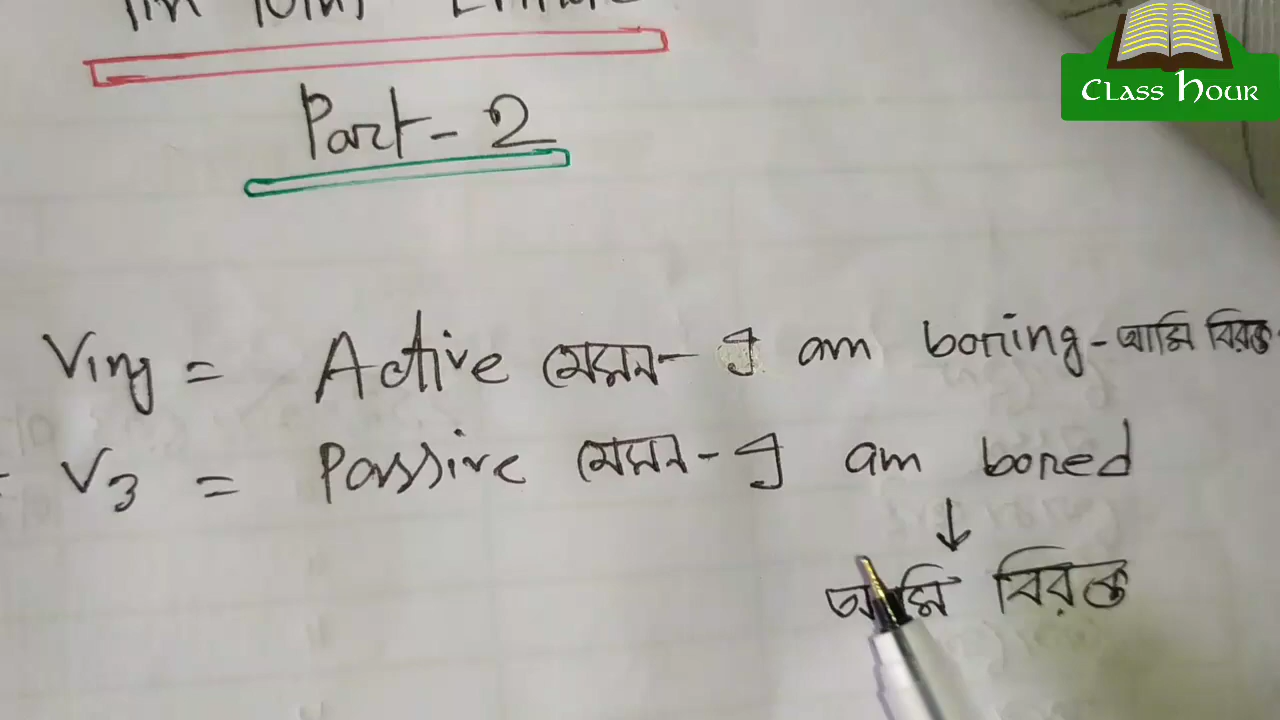 CLASS HOUR
Part - 2
Ving = Active যেমন - I am boring - আমি বিরক্ত
V3 = Passive যেমন - I am bored
↓
আমি বিরক্ত